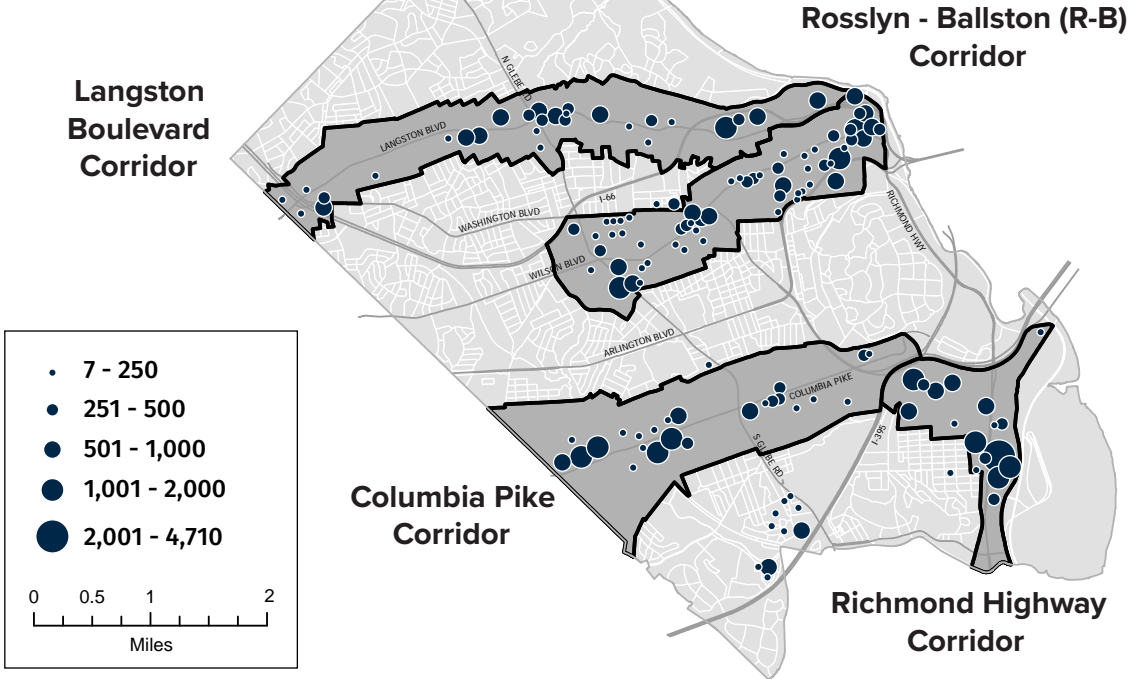 Rosslyn - Ballston (R-B)
Corridor
Langston
Boulevard
Corridor
N GLEBE RD
LANGSTON BLVD
I-66
WASHINGTON BLVD
RICHMOND HWY
WILSON BLVD
ARLINGTON BLVD
7 - 250
251 - 500
501 - 1,000
1,001 - 2,000
2,001 - 4,710
0 0.5 1 2
Miles
COLUMBIA PIKE
I-395
S GLEBE RD
Columbia Pike
Corridor
Richmond Highway
Corridor